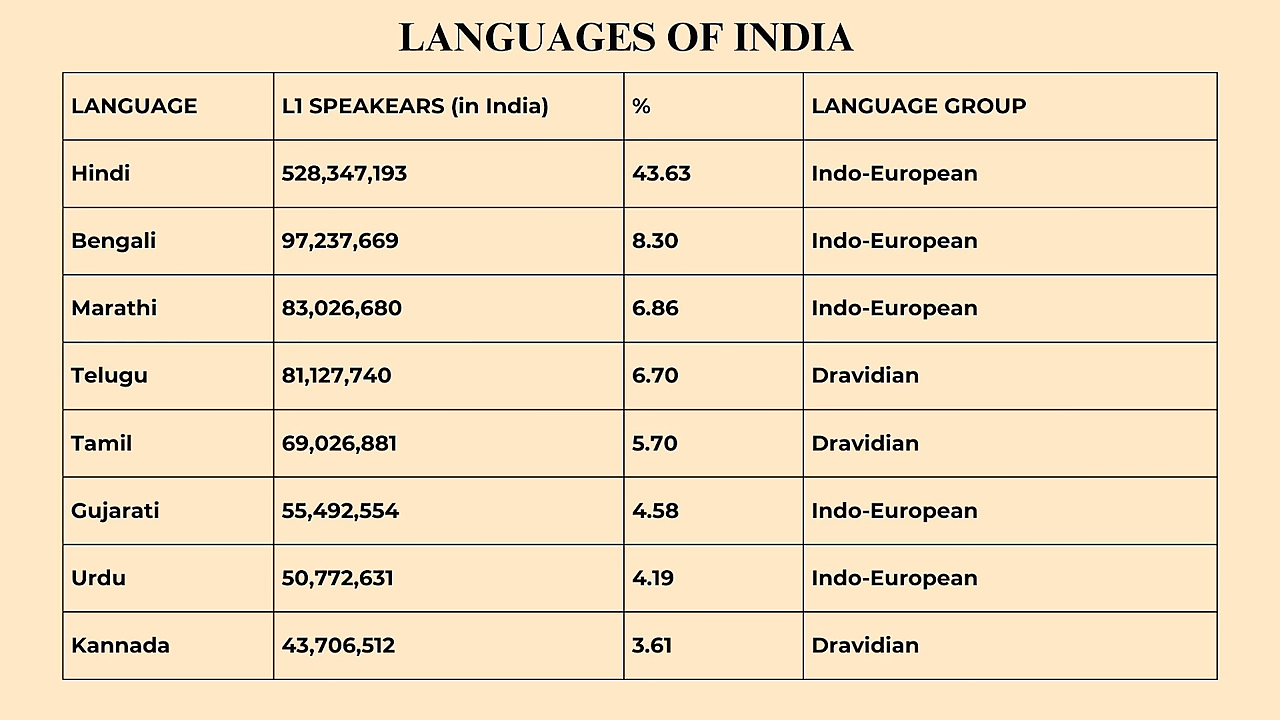 LANGUAGES OF INDIA
LANGUAGE L1 SPEAKEARS (in India) % LANGUAGE GROUP
Hindi 528,347,193 43.63 Indo-European
Bengali 97,237,669 8.30 Indo-European
Marathi 83,026,680 6.86 Indo-European
Telugu 81,127,740 6.70 Dravidian
Tamil 69,026,881 5.70 Dravidian
Gujarati 55,492,554 4.58 Indo-European
Urdu 50,772,631 4.19 Indo-European
Kannada 43,706,512 3.61 Dravidian